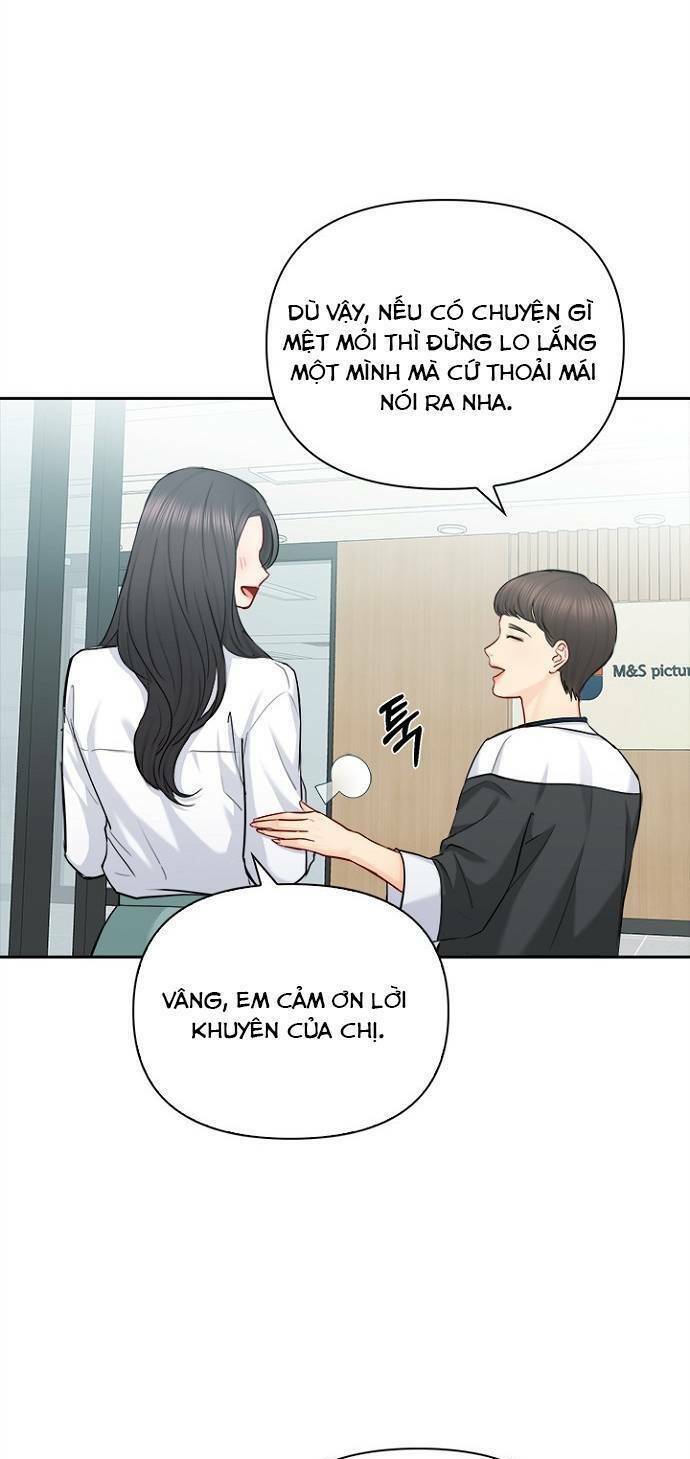 DÙ VẬY, NẾU CÓ CHUYỆN GÌ
MỆT MỎI THÌ ĐỪNG LO LẮNG
MỘT MÌNH MÀ CỨ THOẢI MÁI
NÓI RA NHA.
M&S pictur
툭
VÂNG, EM CẢM ƠN LỜI
KHUYÊN CỦA CHỊ.